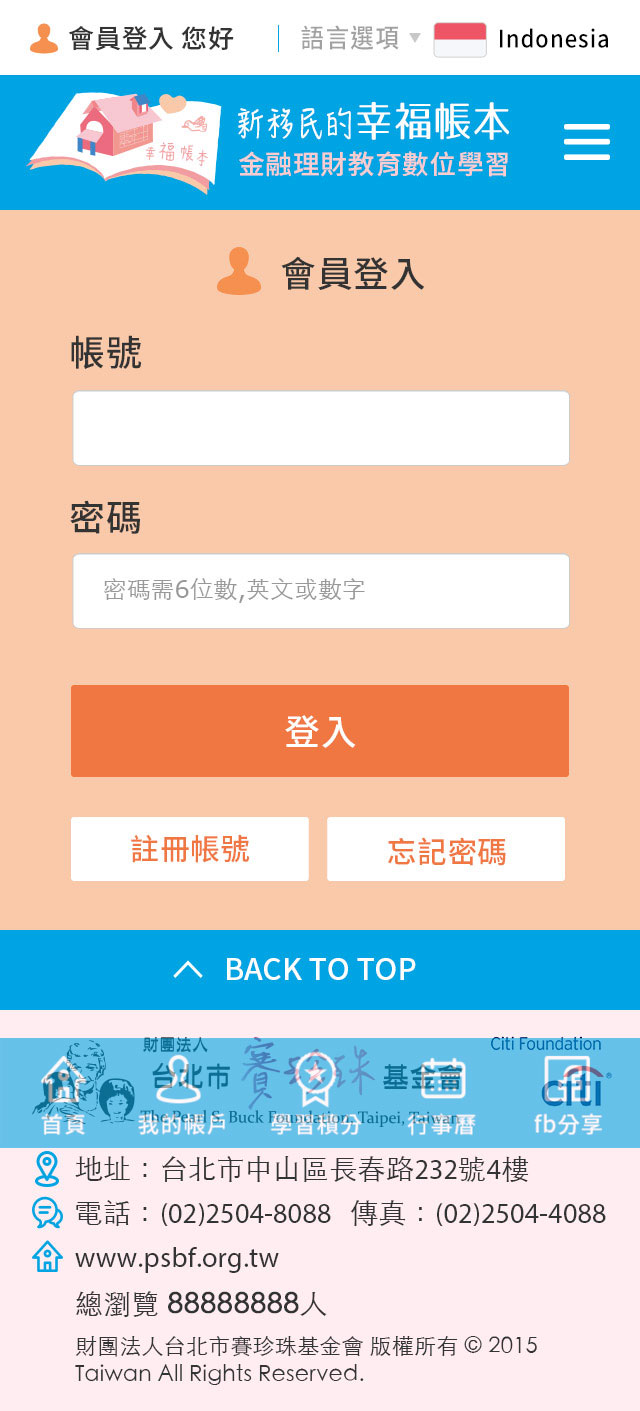 會員登入 您好
語言選項
Indonesia
幸福帳本
新移民的幸福帳本
金融理財教育數位學習
會員登入
帳號
密碼
密碼需6位數,英文或數字
登入
註冊帳號
忘記密碼
BACK TO TOP
財團法人
台北市賽珍珠基金會
The Pearl S. Buck Foundation, Taipei, Taiwan
Citi Foundation
citi
首頁
我的帳戶
學習積分
行事曆
fb分享
地址：台北市中山區長春路232號4樓
電話：(02)2504-8088 傳真：(02)2504-4088
www.psbf.org.tw
總瀏覽 88888888人
財團法人台北市賽珍珠基金會 版權所有 © 2015
Taiwan All Rights Reserved.